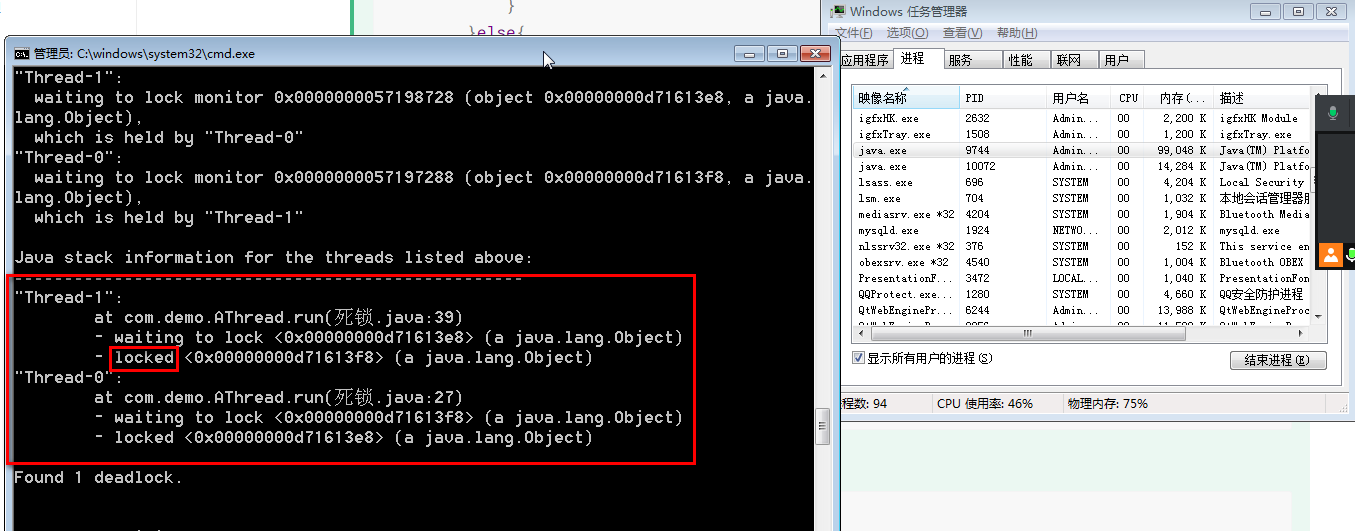 }
}else{
管理员: C:\windows\system32\cmd.exe
"Thread-1":
waiting to lock monitor 0x0000000057198728 (object 0x00000000d71613e8, a java.
lang.Object),
which is held by "Thread-0"
"Thread-0":
waiting to lock monitor 0x0000000057197288 (object 0x00000000d71613f8, a java.
lang.Object),
which is held by "Thread-1"
Java stack information for the threads listed above:
---------------------------------------------------
"Thread-1":
at com.demo.AThread.run(死锁.java:39)
- waiting to lock <0x00000000d71613e8> (a java.lang.Object)
- locked <0x00000000d71613f8> (a java.lang.Object)
"Thread-0":
at com.demo.AThread.run(死锁.java:27)
- waiting to lock <0x00000000d71613f8> (a java.lang.Object)
- locked <0x00000000d71613e8> (a java.lang.Object)
Found 1 deadlock.
Windows 任务管理器
文件(F) 选项(O) 查看(V) 帮助(H)
应用程序 进程 服务 性能 联网 用户
映像名称 PID 用户名 CPU 内存(... 描述
igfxHK.exe 2632 Admin... 00 2,200 K igfxHK Module
igfxTray.exe 1508 Admin... 00 1,200 K igfxTray.exe
java.exe 9744 Admin... 00 99,048 K Java(TM) Platfo
java.exe 10072 Admin... 00 14,284 K Java(TM) Platfo
lsass.exe 696 SYSTEM 00 4,204 K Local Security
lsm.exe 704 SYSTEM 00 1,032 K 本地会话管理器服
mediasrv.exe *32 4204 SYSTEM 00 1,904 K Bluetooth Media
mysqld.exe 1924 NETWO... 00 2,012 K mysqld.exe
nlssrv32.exe *32 376 SYSTEM 00 152 K This service en
obexsrv.exe *32 4540 SYSTEM 00 1,004 K Bluetooth OBEX
PresentationF... 3472 LOCAL... 00 1,040 K PresentationFon
QQProtect.exe... 1280 SYSTEM 00 4,660 K QQ安全防护进程
QtWebEnginePr... 6244 Admin... 00 13,988 K QtWebEngineProc
显示所有用户的进程(S)
结束进程(E)
程数: 94 CPU 使用率: 46% 物理内存: 75%